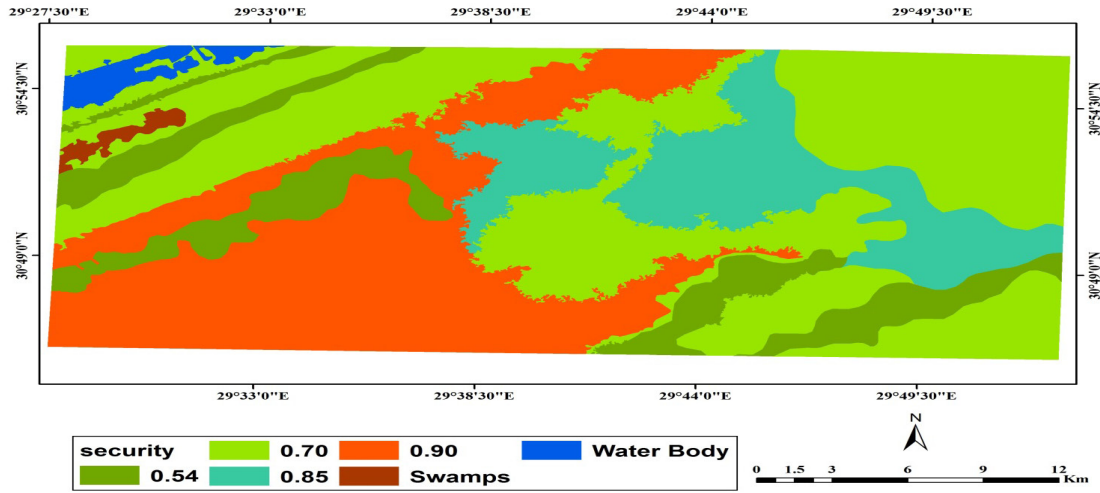 29°27'30"E 29°33'0"E 29°38'30"E 29°44'0"E 29°49'30"E
30°54'30"N
30°54'30"N
30°49'0"N
30°49'0"N
29°33'0"E 29°38'30"E 29°44'0"E 29°49'30"E
security 0.70 0.90 Water Body
0.54 0.85 Swamps
N
0 1.5 3 6 9 12
Km